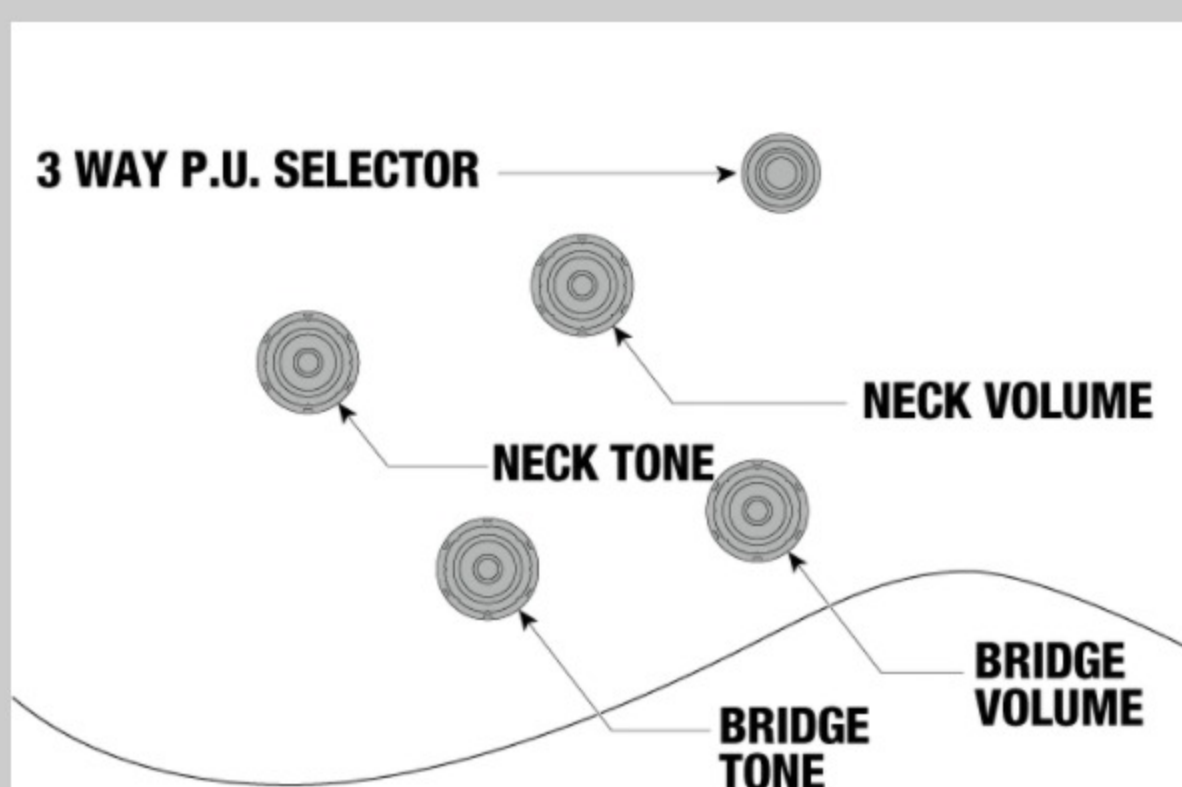 3 WAY P.U. SELECTOR
NECK VOLUME
NECK TONE
BRIDGE
VOLUME
BRIDGE
TONE